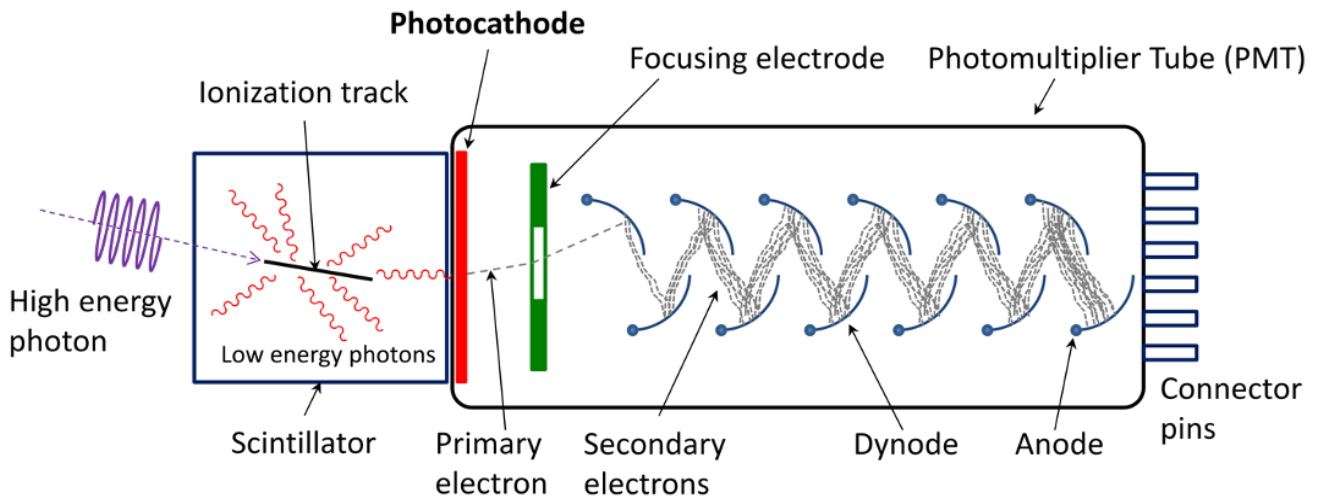 Photocathode
Focusing electrode
Photomultiplier Tube (PMT)
Ionization track
High energy
photon
Low energy photons
Scintillator
Primary
electron
Secondary
electrons
Dynode
Anode
Connector
pins